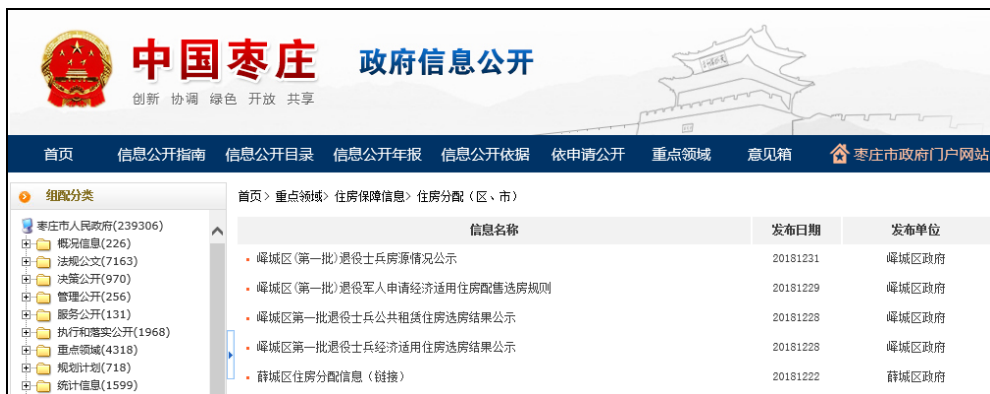 中国枣庄 政府信息公开
创新 协调 绿色 开放 共享
首页 信息公开指南 信息公开目录 信息公开年报 信息公开依据 依申请公开 重点领域 意见箱 枣庄市政府门户网站
组配分类
枣庄市人民政府(239306)
概况信息(226)
法规公文(7163)
决策公开(970)
管理公开(256)
服务公开(131)
执行和落实公开(1968)
重点领域(4318)
规划计划(718)
统计信息(1599)
首页> 重点领域> 住房保障信息> 住房分配（区、市）
信息名称 发布日期 发布单位
峄城区(第一批)退役士兵房源情况公示 20181231 峄城区政府
峄城区(第一批)退役军人申请经济适用住房配售选房规则 20181229 峄城区政府
峄城区第一批退役士兵公共租赁住房选房结果公示 20181228 峄城区政府
峄城区第一批退役士兵经济适用住房选房结果公示 20181228 峄城区政府
薛城区住房分配信息（链接） 20181222 薛城区政府